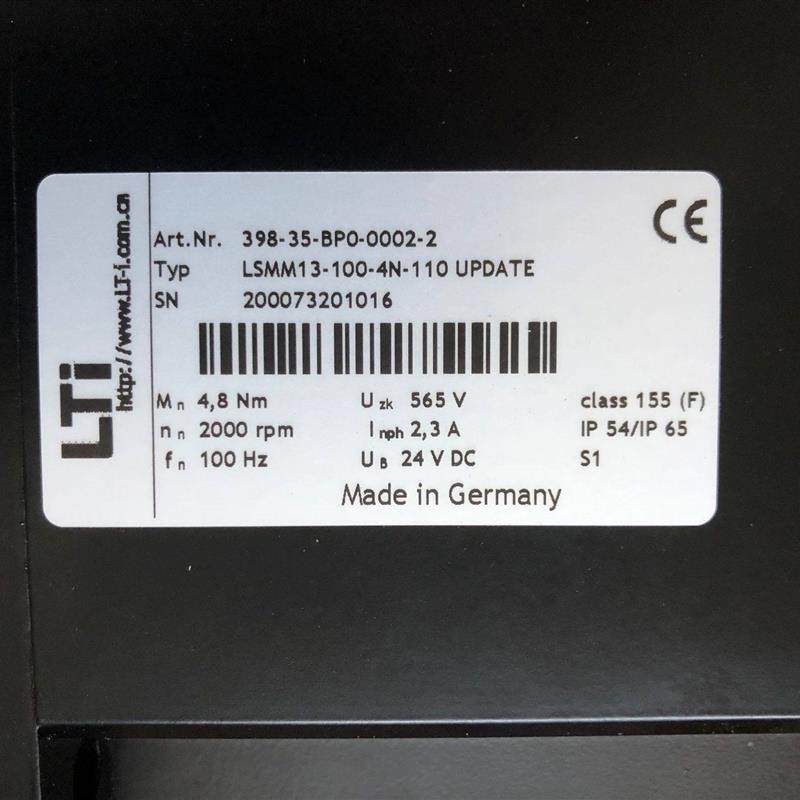 LTi
http://www.LT-i.com.cn
CE
Art.Nr. 398-35-BP0-0002-2
Typ LSMM13-100-4N-110 UPDATE
SN 200073201016
Mn 4,8 Nm Uzk 565 V class 155 (F)
nn 2000 rpm Inph 2,3 A IP 54/IP 65
fn 100 Hz UB 24 V DC S1
Made in Germany